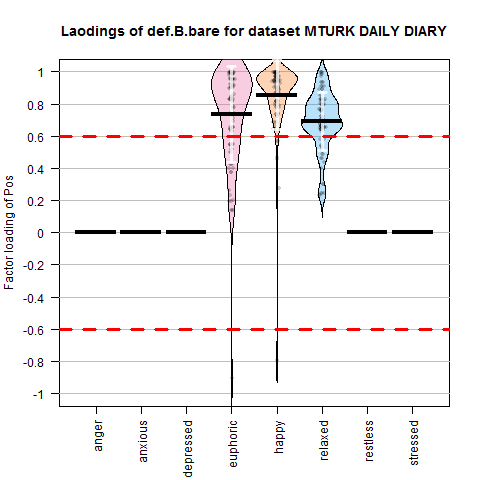 Laodings of def.B.bare for dataset MTURK DAILY DIARY
Factor loading of Pos
1
0.8
0.6
0.4
0.2
0
-0.2
-0.4
-0.6
-0.8
-1
anger
anxious
depressed
euphoric
happy
relaxed
restless
stressed